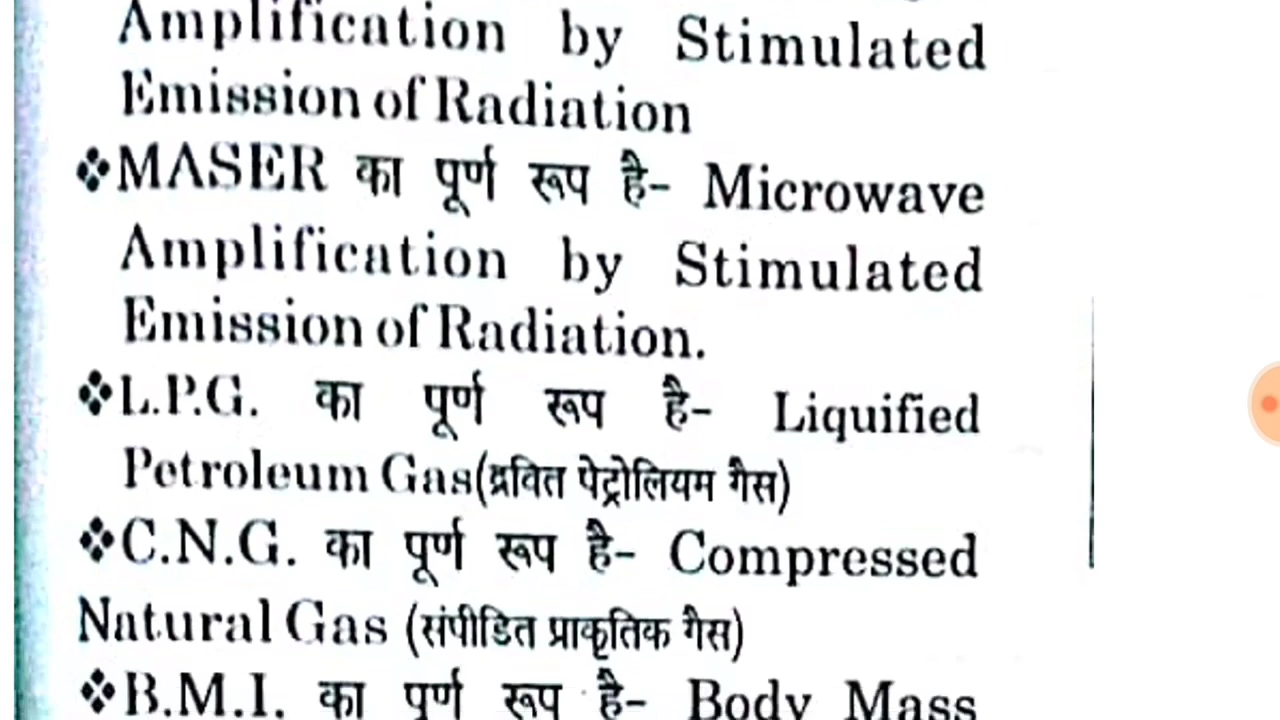 Amplification by Stimulated
Emission of Radiation
❖MASER का पूर्ण रूप है- Microwave
Amplification by Stimulated
Emission of Radiation.
❖L.P.G. का पूर्ण रूप है- Liquified
Petroleum Gas(द्रवित पेट्रोलियम गैस)
❖C.N.G. का पूर्ण रूप है- Compressed
Natural Gas (संपीडित प्राकृतिक गैस)
❖B.M.I. का पूर्ण रूप है- Body Mass